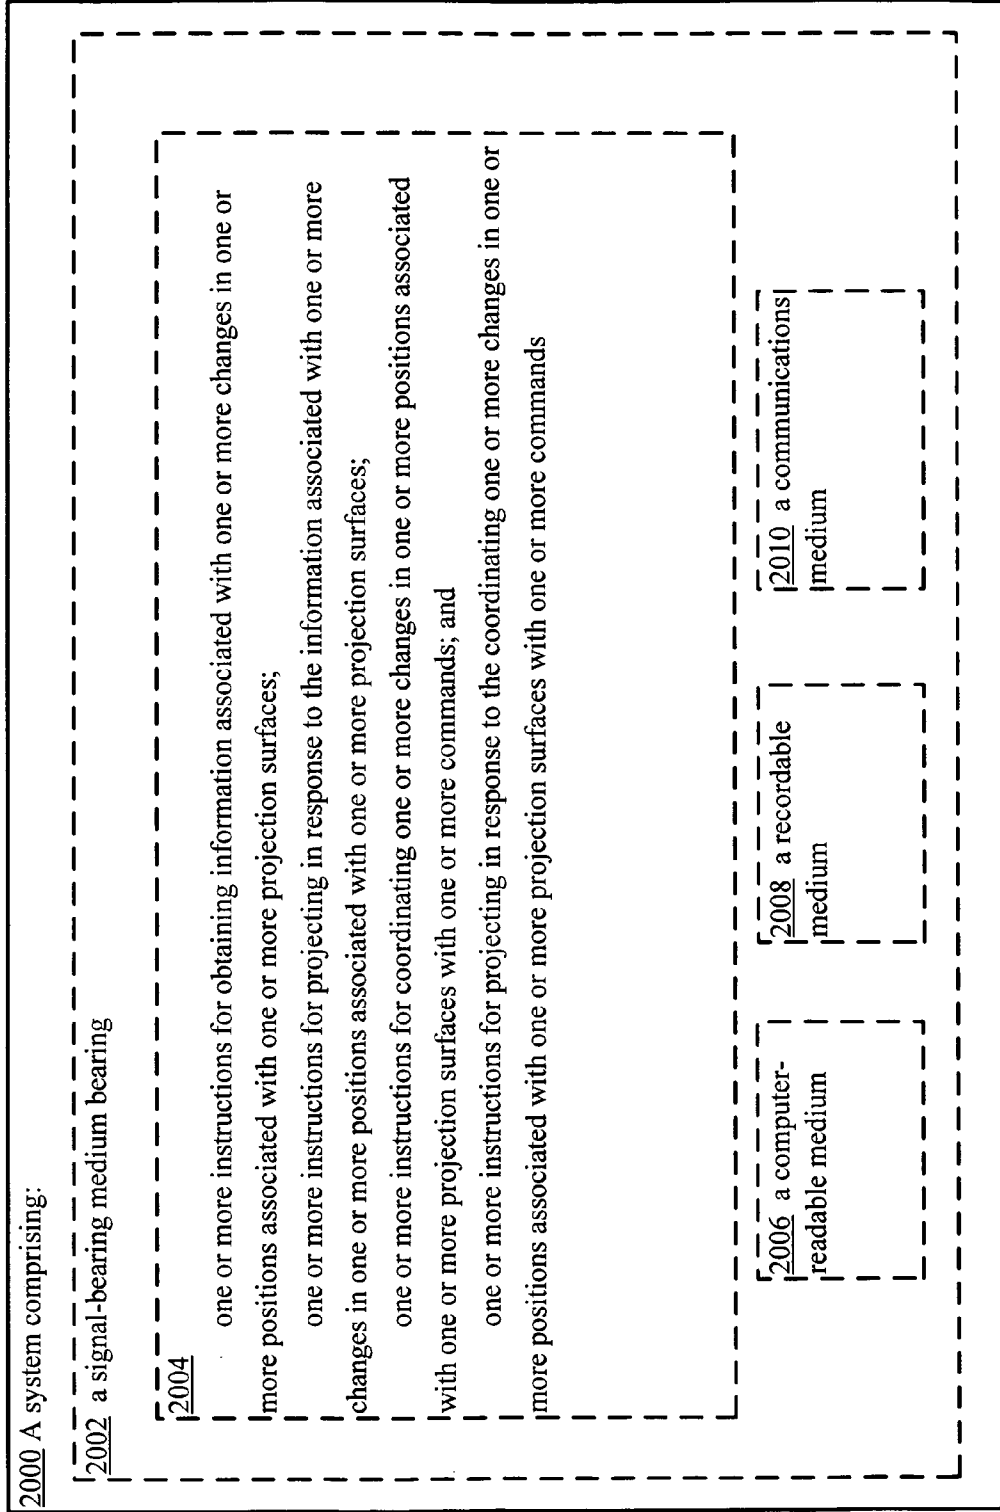 2000 A system comprising:
2002 a signal-bearing medium bearing
2004
one or more instructions for obtaining information associated with one or more changes in one or
more positions associated with one or more projection surfaces;
one or more instructions for projecting in response to the information associated with one or more
changes in one or more positions associated with one or more projection surfaces;
one or more instructions for coordinating one or more changes in one or more positions associated
with one or more projection surfaces with one or more commands; and
one or more instructions for projecting in response to the coordinating one or more changes in one or
more positions associated with one or more projection surfaces with one or more commands
2006 a computer-
readable medium
2008 a recordable
medium
2010 a communications
medium